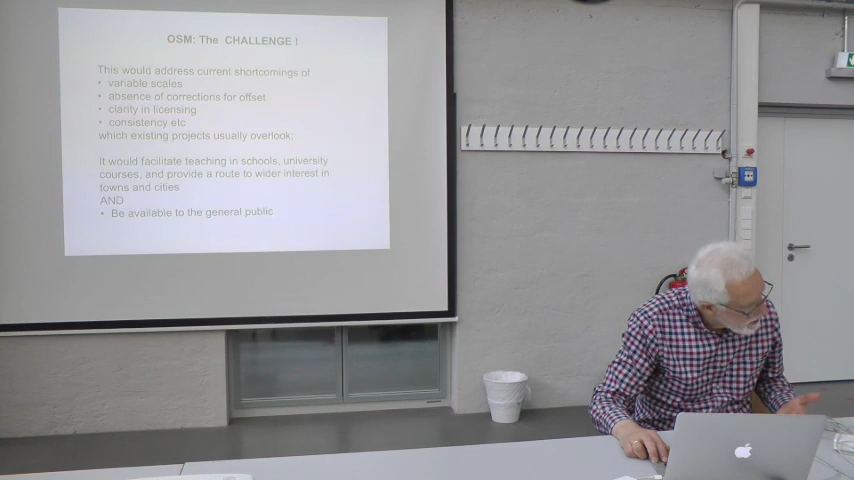 OSM: The CHALLENGE !
This would address current shortcomings of
• variable scales
• absence of corrections for offset
• clarity in licensing
• consistency etc
which existing projects usually overlook;
It would facilitate teaching in schools, university
courses, and provide a route to wider interest in
towns and cities
AND
• Be available to the general public